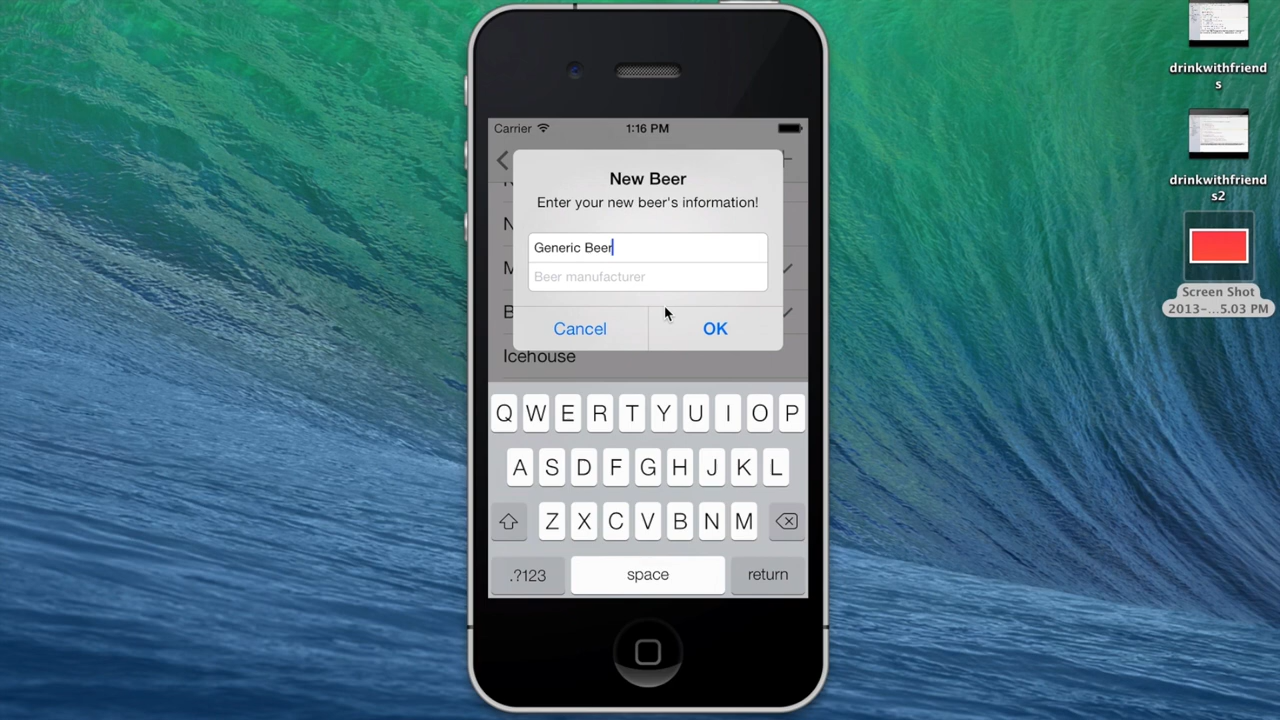 Carrier
1:16 PM
New Beer
Enter your new beer's information!
Generic Beer
Beer manufacturer
Cancel
OK
N
M
B
Icehouse
Q W E R T Y U I O P
A S D F G H J K L
Z X C V B N M
.?123
space
return
drinkwithfriend
s
drinkwithfriend
s2
Screen Shot
2013-...5.03 PM